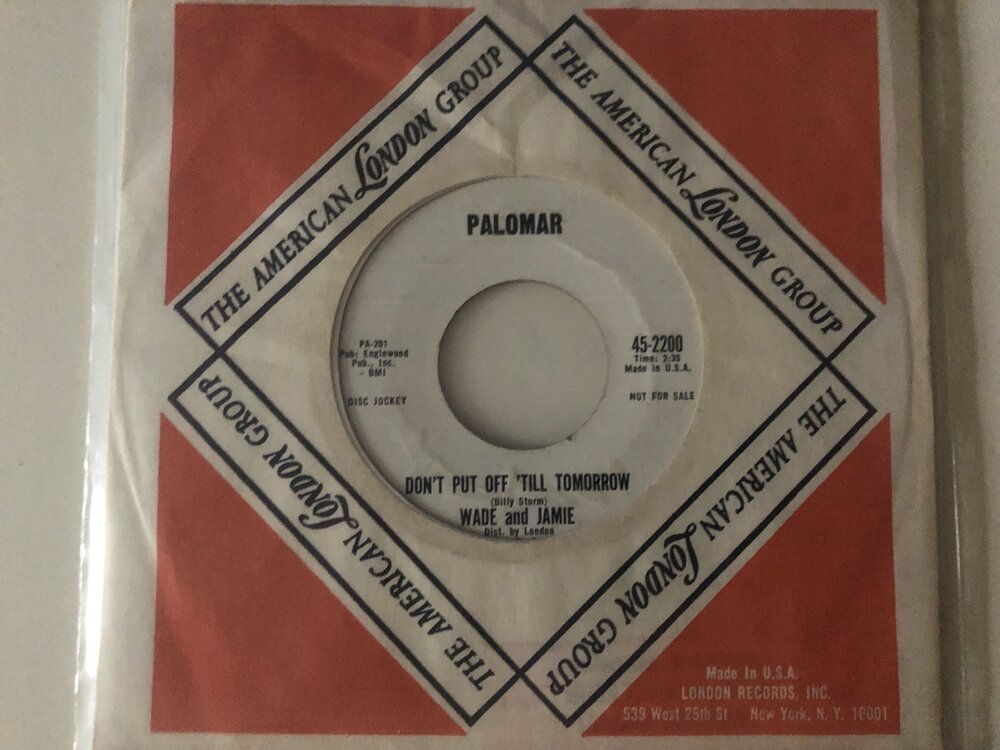 THE AMERICAN LONDON GROUP
THE AMERICAN LONDON GROUP
PALOMAR
PA-201
Pub: Englewood
Pub., Inc.
- BMI
DISC JOCKEY
45-2200
Time: 2:35
Made in U.S.A.
NOT FOR SALE
DON'T PUT OFF 'TILL TOMORROW
(Billy Storm)
WADE and JAMIE
Dist. by London
THE AMERICAN LONDON GROUP
THE AMERICAN LONDON GROUP
Made In U.S.A.
LONDON RECORDS, INC.
539 West 25th St New York, N. Y. 10001